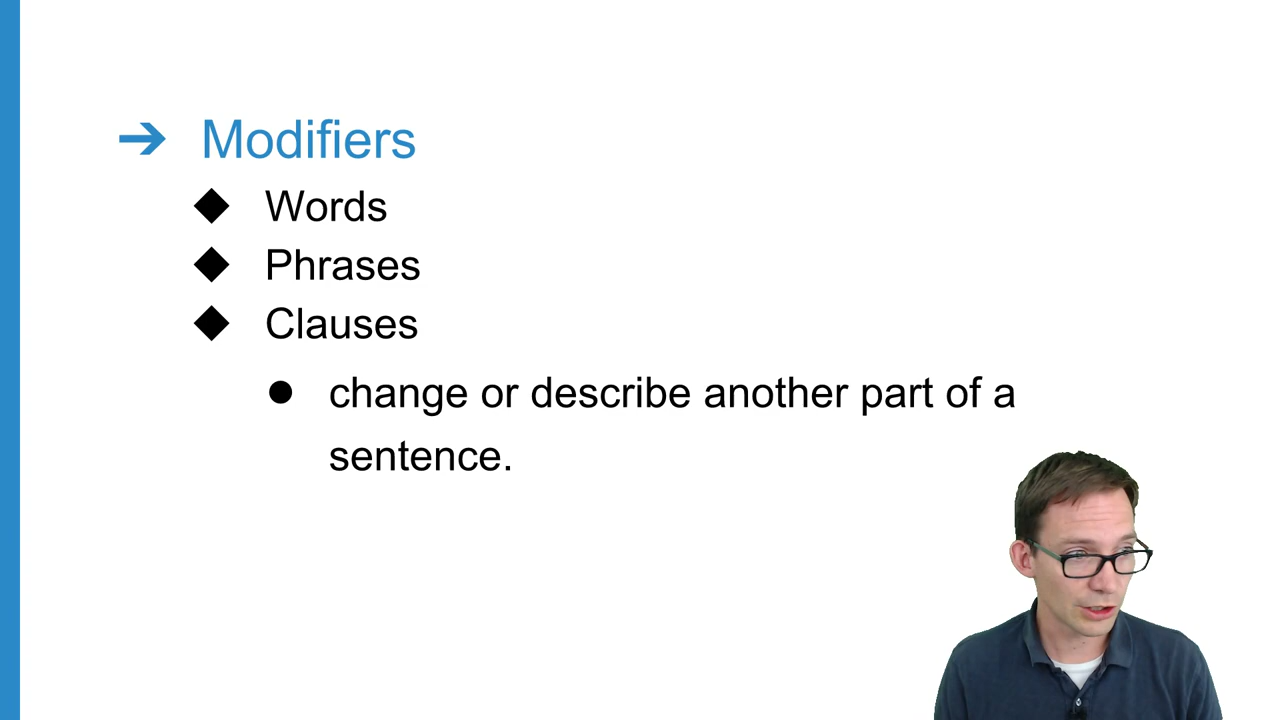 Modifiers
Words
Phrases
Clauses
change or describe another part of a
sentence.